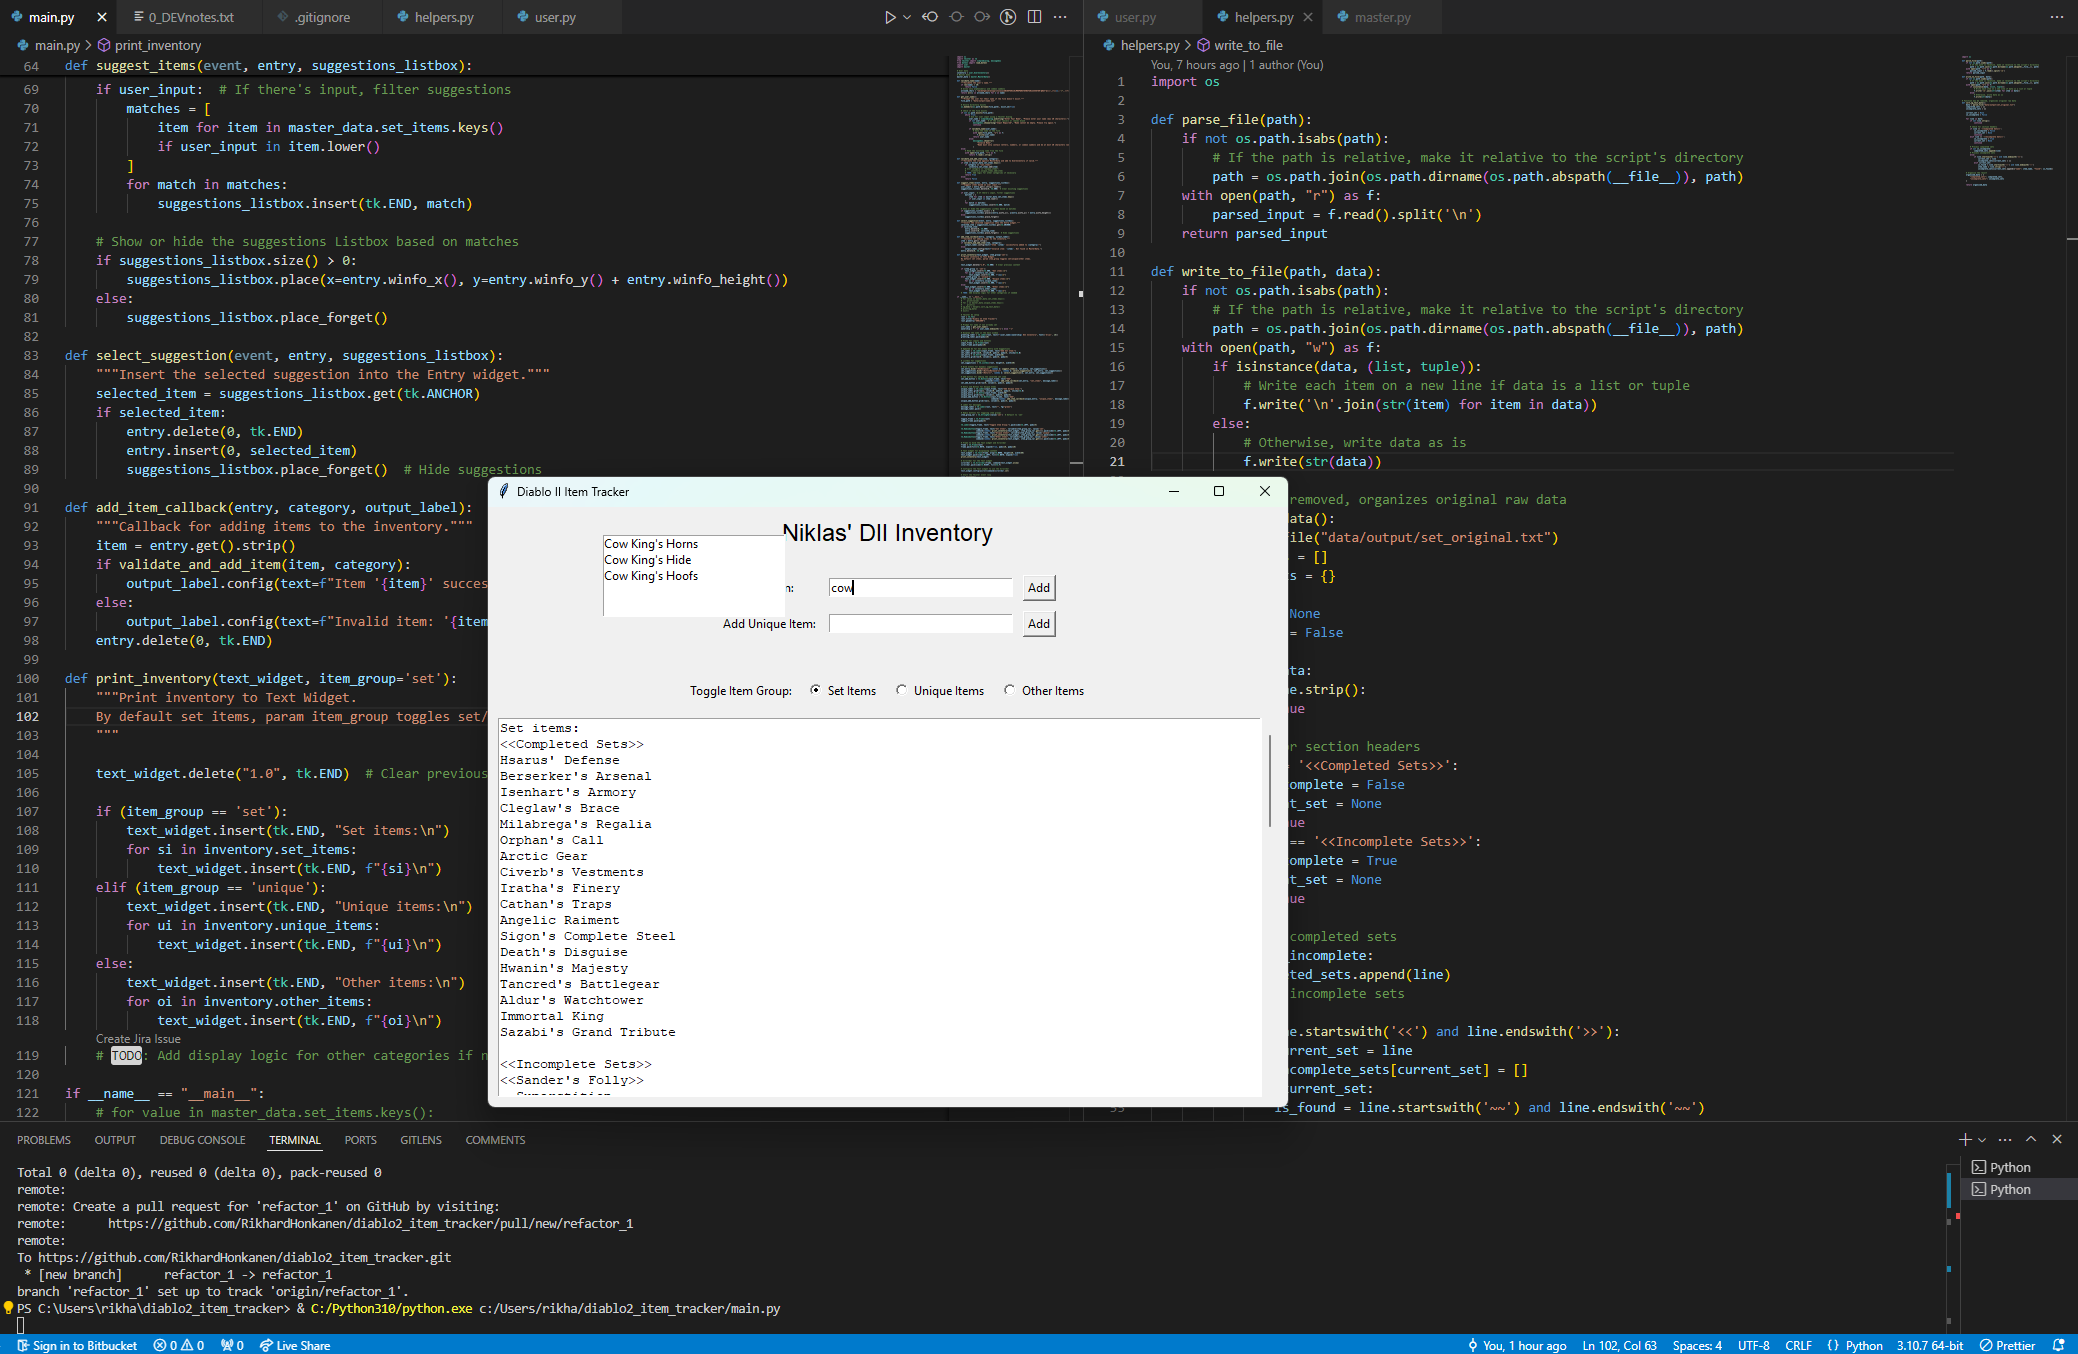 main.py
0_DEVnotes.txt
.gitignore
helpers.py
user.py
main.py > print_inventory
64 def suggest_items(event, entry, suggestions_listbox):
69 if user_input:  # If there's input, filter suggestions
70 matches = [
71 item for item in master_data.set_items.keys()
72 if user_input in item.lower()
73 ]
74 for match in matches:
75 suggestions_listbox.insert(tk.END, match)
76
77 # Show or hide the suggestions Listbox based on matches
78 if suggestions_listbox.size() > 0:
79 suggestions_listbox.place(x=entry.winfo_x(), y=entry.winfo_y() + entry.winfo_height())
80 else:
81 suggestions_listbox.place_forget()
82
83 def select_suggestion(event, entry, suggestions_listbox):
84 """Insert the selected suggestion into the Entry widget."""
85 selected_item = suggestions_listbox.get(tk.ANCHOR)
86 if selected_item:
87 entry.delete(0, tk.END)
88 entry.insert(0, selected_item)
89 suggestions_listbox.place_forget()  # Hide suggestions
90
91 def add_item_callback(entry, category, output_label):
92 """Callback for adding items to the inventory."""
93 item = entry.get().strip()
94 if validate_and_add_item(item, category):
95 output_label.config(text=f"Item '{item}' succes
96 else:
97 output_label.config(text=f"Invalid item: '{item
98 entry.delete(0, tk.END)
99
100 def print_inventory(text_widget, item_group='set'):
101 """Print inventory to Text Widget.
102 By default set items, param item_group toggles set/
103 """
104
105 text_widget.delete("1.0", tk.END)  # Clear previous
106
107 if (item_group == 'set'):
108 text_widget.insert(tk.END, "Set items:\n")
109 for si in inventory.set_items:
110 text_widget.insert(tk.END, f"{si}\n")
111 elif (item_group == 'unique'):
112 text_widget.insert(tk.END, "Unique items:\n")
113 for ui in inventory.unique_items:
114 text_widget.insert(tk.END, f"{ui}\n")
115 else:
116 text_widget.insert(tk.END, "Other items:\n")
117 for oi in inventory.other_items:
118 text_widget.insert(tk.END, f"{oi}\n")
Create Jira Issue
119 # TODO: Add display logic for other categories if n
120
121 if __name__ == "__main__":
122 # for value in master_data.set_items.keys():
user.py
helpers.py
master.py
helpers.py > write_to_file
You, 7 hours ago | 1 author (You)
1 import os
2
3 def parse_file(path):
4 if not os.path.isabs(path):
5 # If the path is relative, make it relative to the script's directory
6 path = os.path.join(os.path.dirname(os.path.abspath(__file__)), path)
7 with open(path, "r") as f:
8 parsed_input = f.read().split('\n')
9 return parsed_input
10
11 def write_to_file(path, data):
12 if not os.path.isabs(path):
13 # If the path is relative, make it relative to the script's directory
14 path = os.path.join(os.path.dirname(os.path.abspath(__file__)), path)
15 with open(path, "w") as f:
16 if isinstance(data, (list, tuple)):
17 # Write each item on a new line if data is a list or tuple
18 f.write('\n'.join(str(item) for item in data))
19 else:
20 # Otherwise, write data as is
21 f.write(str(data))
removed, organizes original raw data
ata():
ile("data/output/set_original.txt")
= []
s = {}
None
= False
ta:
e.strip():
ue
r section headers
= '<<Completed Sets>>':
complete = False
t_set = None
ue
== '<<Incomplete Sets>>':
omplete = True
t_set = None
ue
completed sets
incomplete:
ted_sets.append(line)
incomplete sets
e.startswith('<<') and line.endswith('>>'):
rrent_set = line
complete_sets[current_set] = []
current_set:
is_found = line.startswith('~~') and line.endswith('~~')
Diablo II Item Tracker
Niklas' DII Inventory
Cow King's Horns
Cow King's Hide
Cow King's Hoofs
n: cow Add
Add Unique Item: Add
Toggle Item Group: Set Items Unique Items Other Items
Set items:
<<Completed Sets>>
Hsarus' Defense
Berserker's Arsenal
Isenhart's Armory
Cleglaw's Brace
Milabrega's Regalia
Orphan's Call
Arctic Gear
Civerb's Vestments
Iratha's Finery
Cathan's Traps
Angelic Raiment
Sigon's Complete Steel
Death's Disguise
Hwanin's Majesty
Tancred's Battlegear
Aldur's Watchtower
Immortal King
Sazabi's Grand Tribute
<<Incomplete Sets>>
<<Sander's Folly>>
PROBLEMS OUTPUT DEBUG CONSOLE TERMINAL PORTS GITLENS COMMENTS
Total 0 (delta 0), reused 0 (delta 0), pack-reused 0
remote:
remote: Create a pull request for 'refactor_1' on GitHub by visiting:
remote:      https://github.com/RikhardHonkanen/diablo2_item_tracker/pull/new/refactor_1
remote:
To https://github.com/RikhardHonkanen/diablo2_item_tracker.git
* [new branch]      refactor_1 -> refactor_1
branch 'refactor_1' set up to track 'origin/refactor_1'.
PS C:\Users\rikha\diablo2_item_tracker> & C:/Python310/python.exe c:/Users/rikha/diablo2_item_tracker/main.py
Python
Python
Sign in to Bitbucket 0 0 0 Live Share
You, 1 hour ago Ln 102, Col 63 Spaces: 4 UTF-8 CRLF {} Python 3.10.7 64-bit Prettier